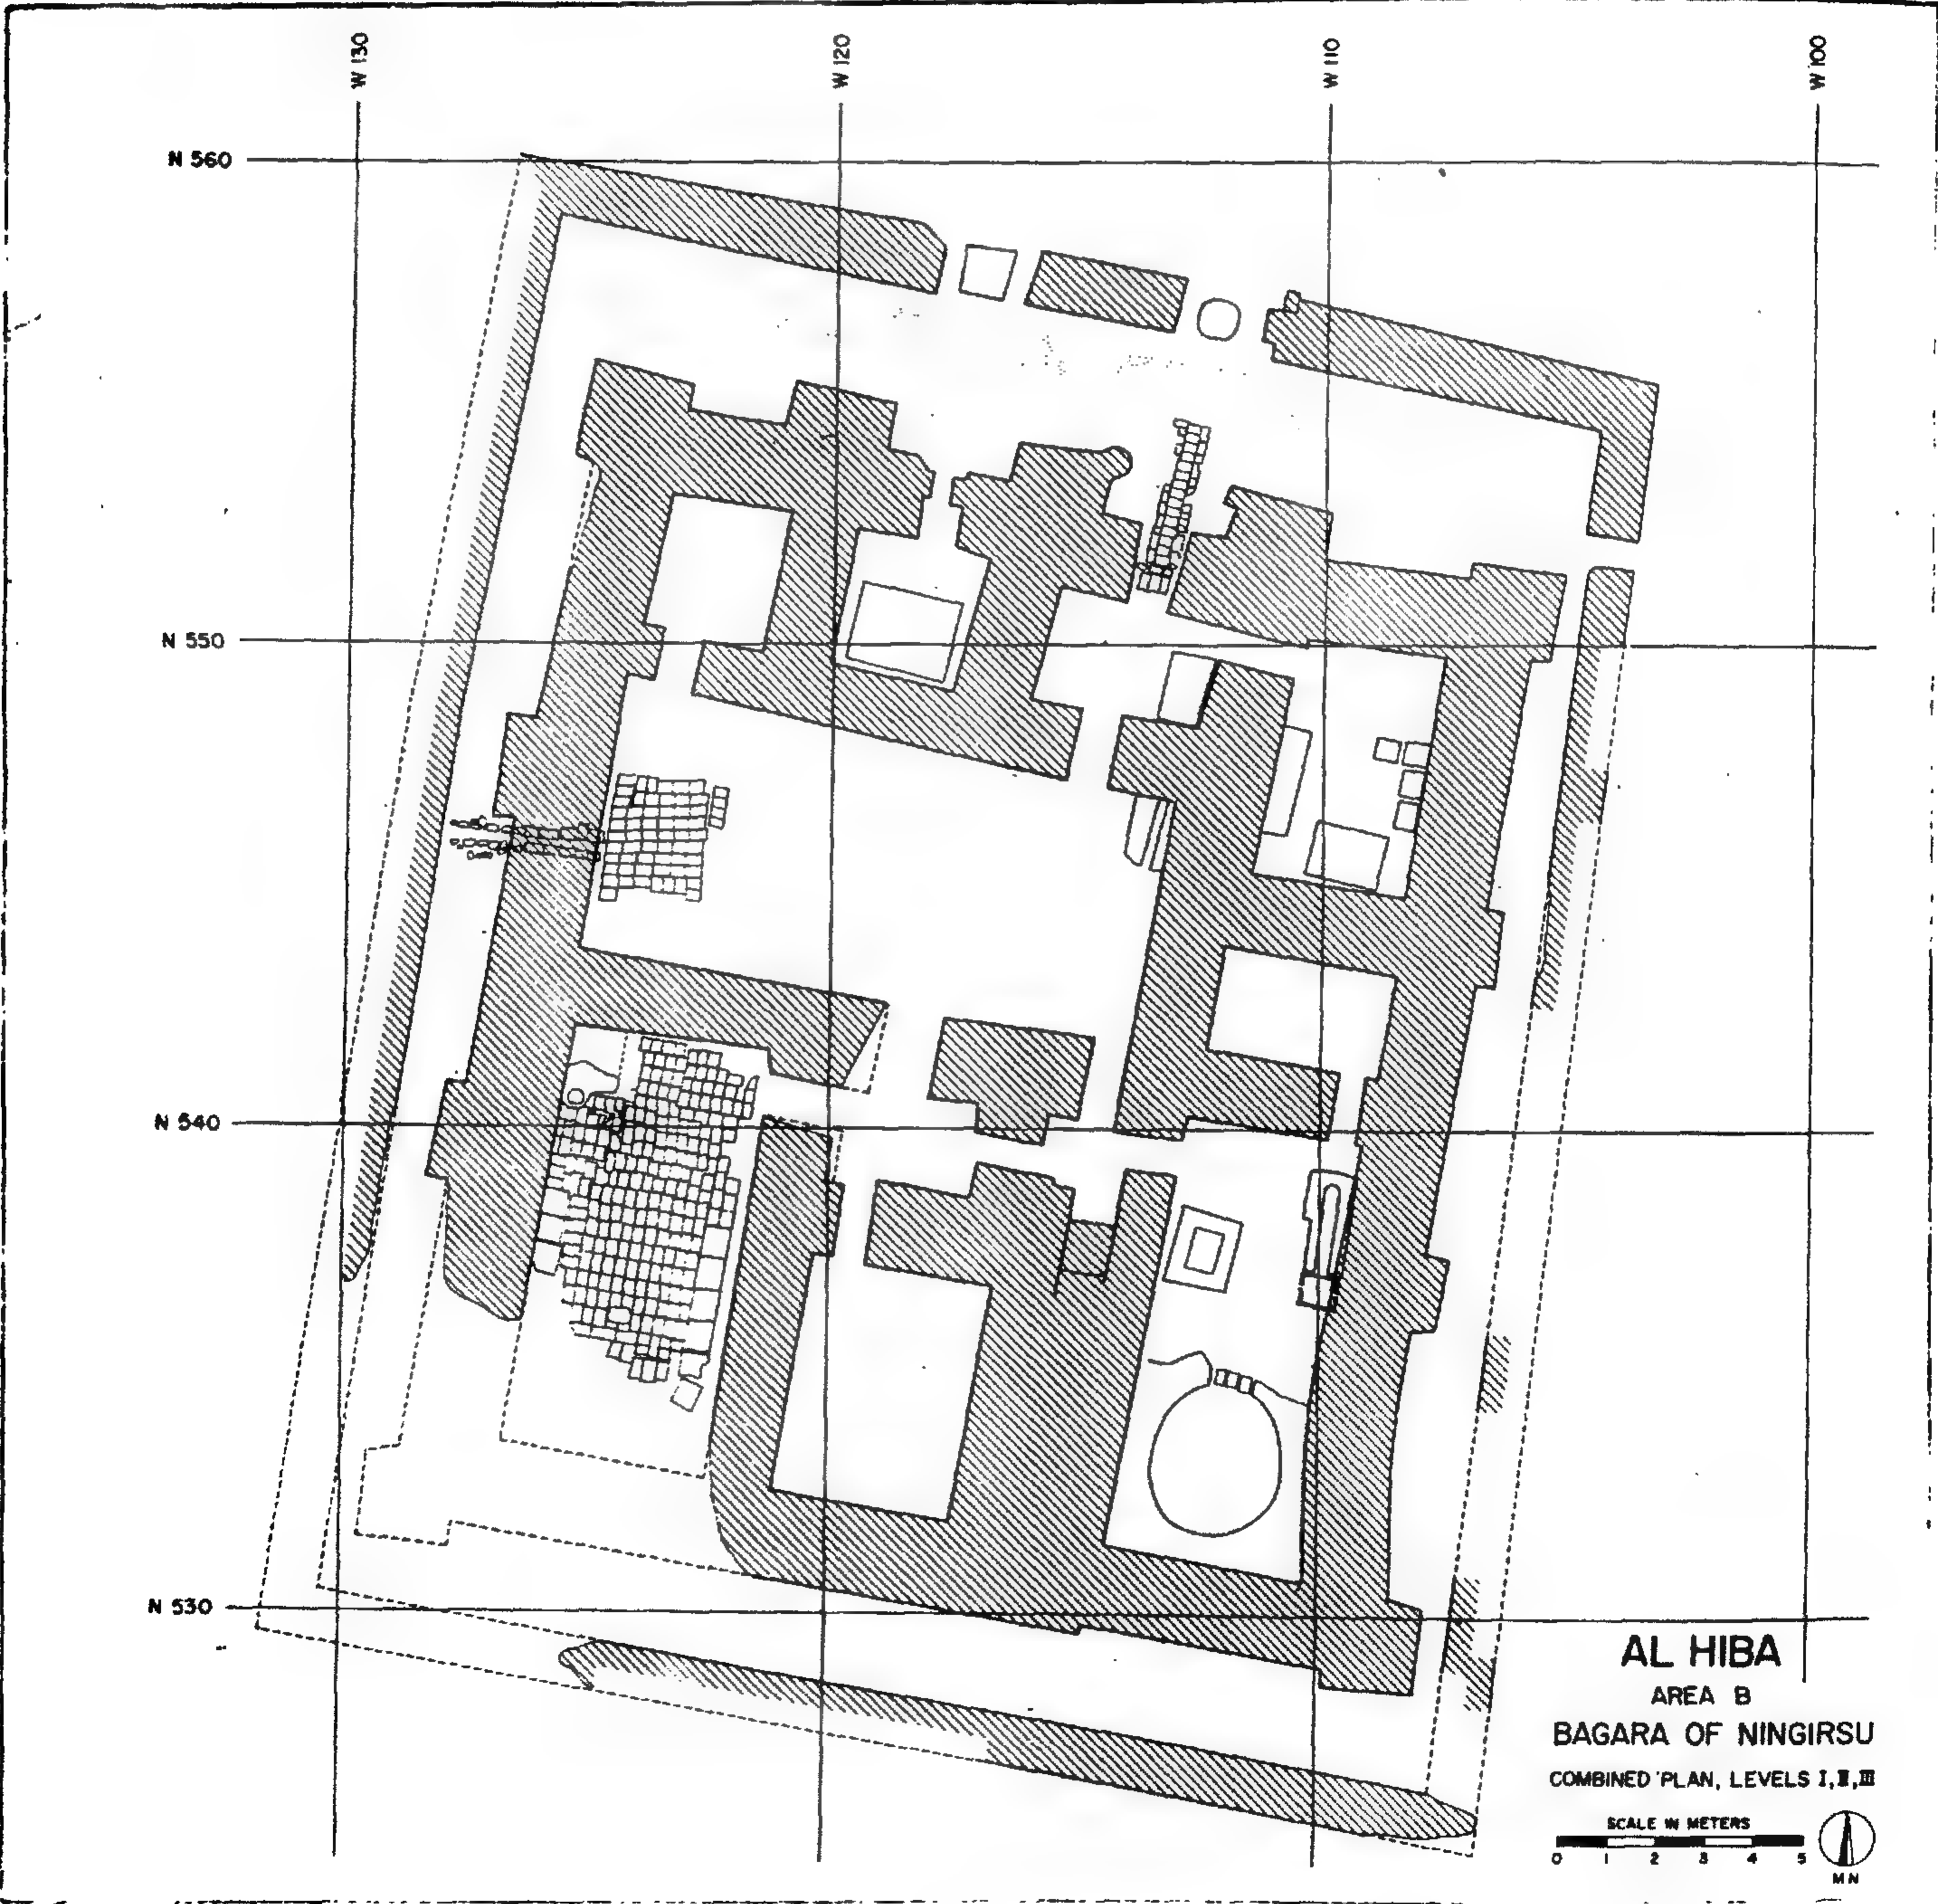 W 130
W 120
W 110
W 100
N 560
N 550
N 540
N 530
AL HIBA
AREA B
BAGARA OF NINGIRSU
COMBINED PLAN, LEVELS I, II, III
SCALE IN METERS
0 1 2 3 4 5
MN